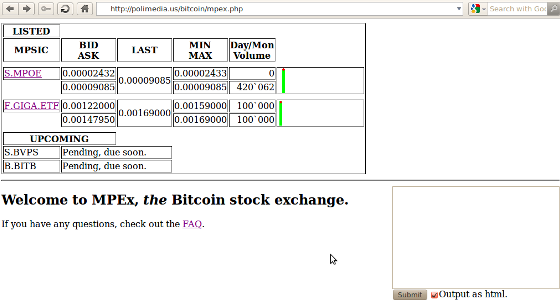 http://polimedia.us/bitcoin/mpex.php
Search with Goo
LISTED
MPSIC BID ASK LAST MIN MAX Day/Mon Volume
S.MPOE 0.00002432 0.00009085 0.00002433 0
0.00009085 0.00009085 420`062
F.GIGA.ETF 0.00122000 0.00169000 0.00159000 100`000
0.00147950 0.00169000 100`000
UPCOMING
S.BVPS Pending, due soon.
B.BITB Pending, due soon.
Welcome to MPEx, the Bitcoin stock exchange.
If you have any questions, check out the FAQ.
Submit Output as html.